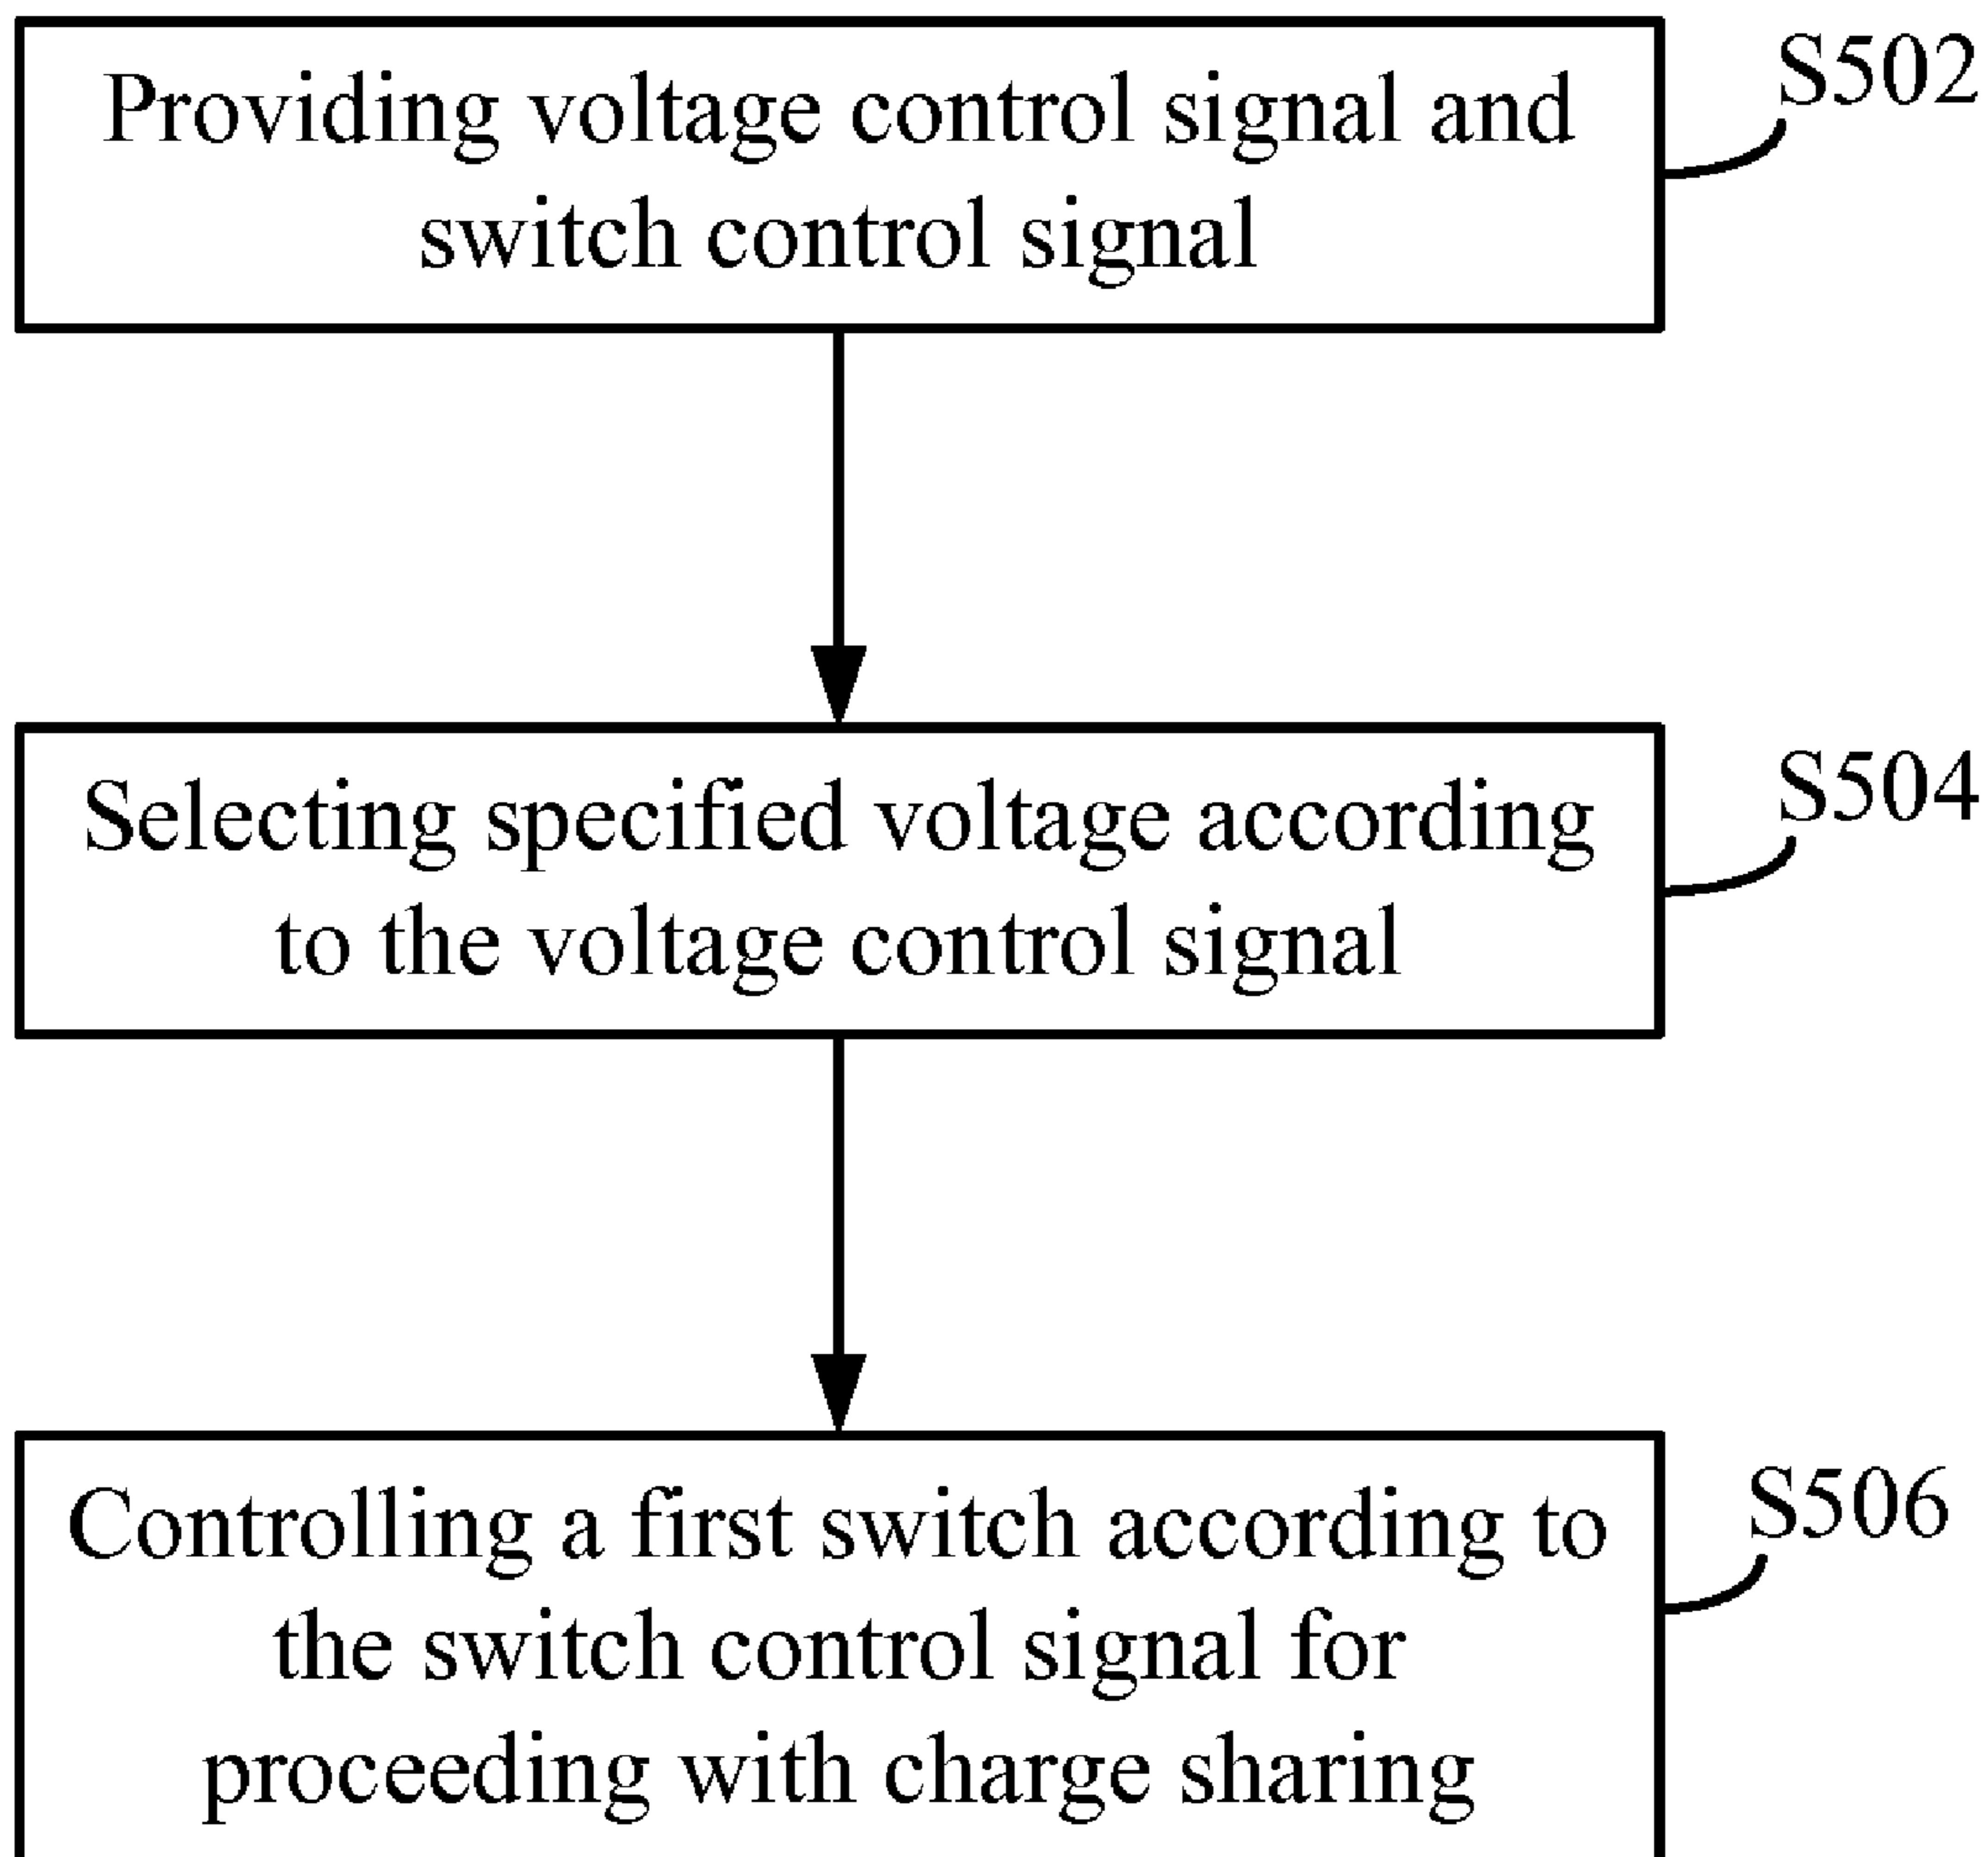 Providing voltage control signal and
switch control signal
S502
Selecting specified voltage according
to the voltage control signal
S504
Controlling a first switch according to
the switch control signal for
proceeding with charge sharing
S506